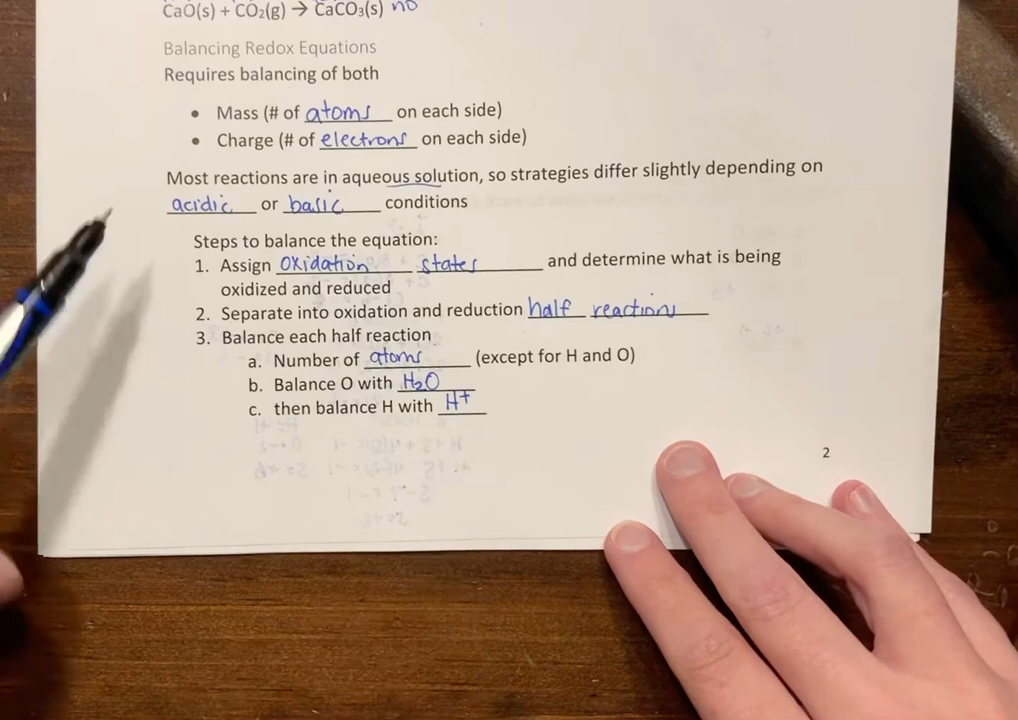 CaO(s) + CO₂(g) → CaCO₃(s) no
Balancing Redox Equations
Requires balancing of both
• Mass (# of atoms on each side)
• Charge (# of electrons on each side)
Most reactions are in aqueous solution, so strategies differ slightly depending on
acidic or basic conditions
Steps to balance the equation:
1. Assign oxidation states and determine what is being
oxidized and reduced
2. Separate into oxidation and reduction half reactions
3. Balance each half reaction
a. Number of atoms (except for H and O)
b. Balance O with H₂O
c. then balance H with H⁺
2